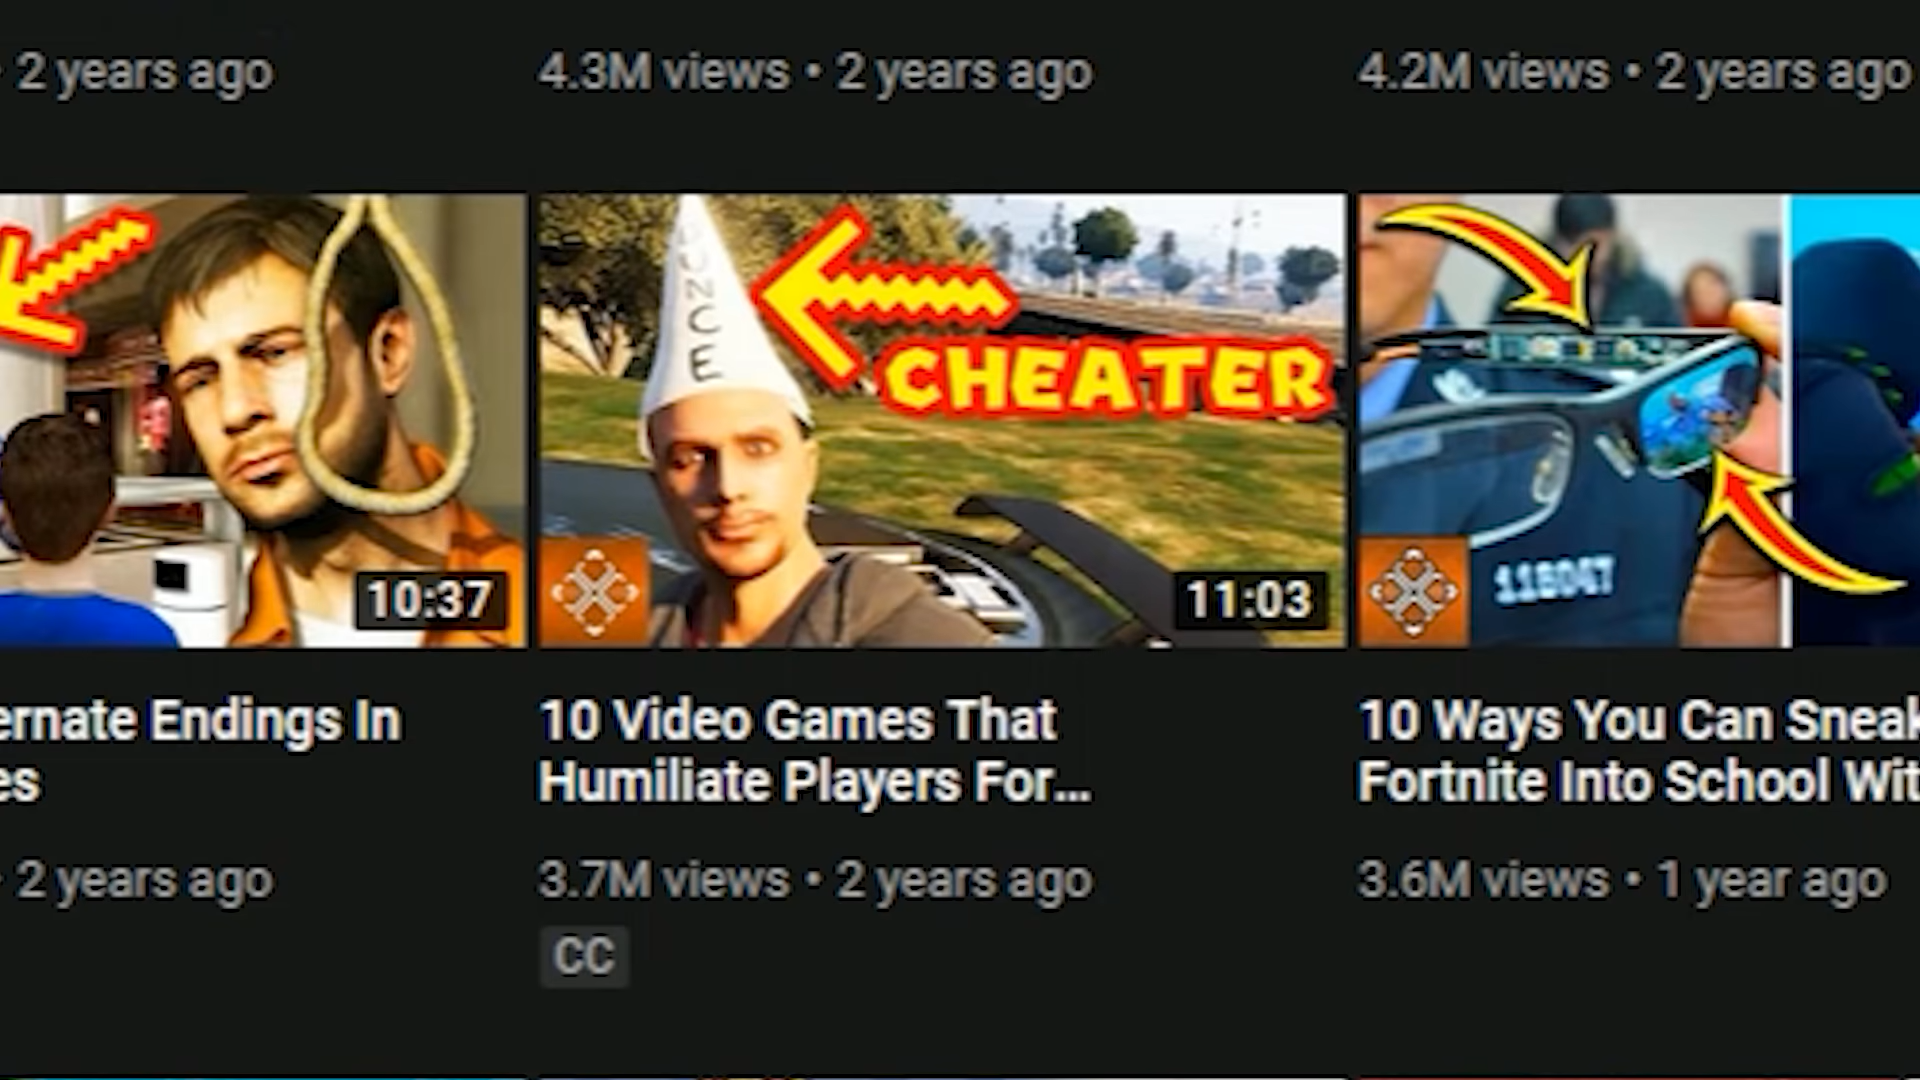 • 2 years ago
4.3M views • 2 years ago
4.2M views • 2 years ago
DUNCE
CHEATER
118047
10:37
11:03
ernate Endings In
es
10 Video Games That
Humiliate Players For...
10 Ways You Can Sneak
Fortnite Into School Wit
• 2 years ago
3.7M views • 2 years ago
3.6M views • 1 year ago
CC